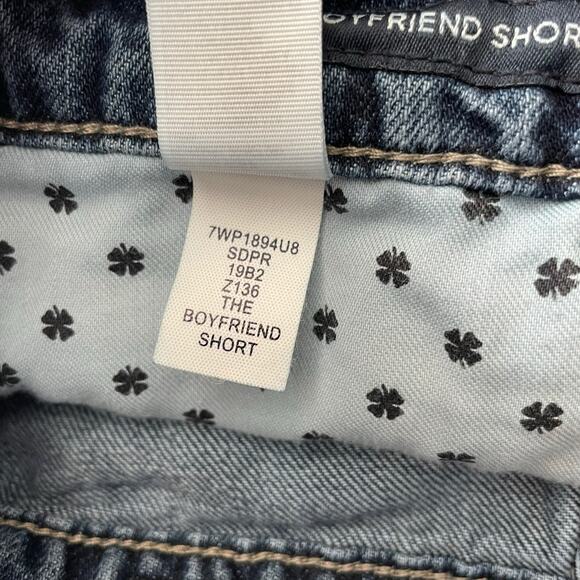 BOYFRIEND SHOR
7WP1894U8
SDPR
19B2
Z136
THE
BOYFRIEND
SHORT